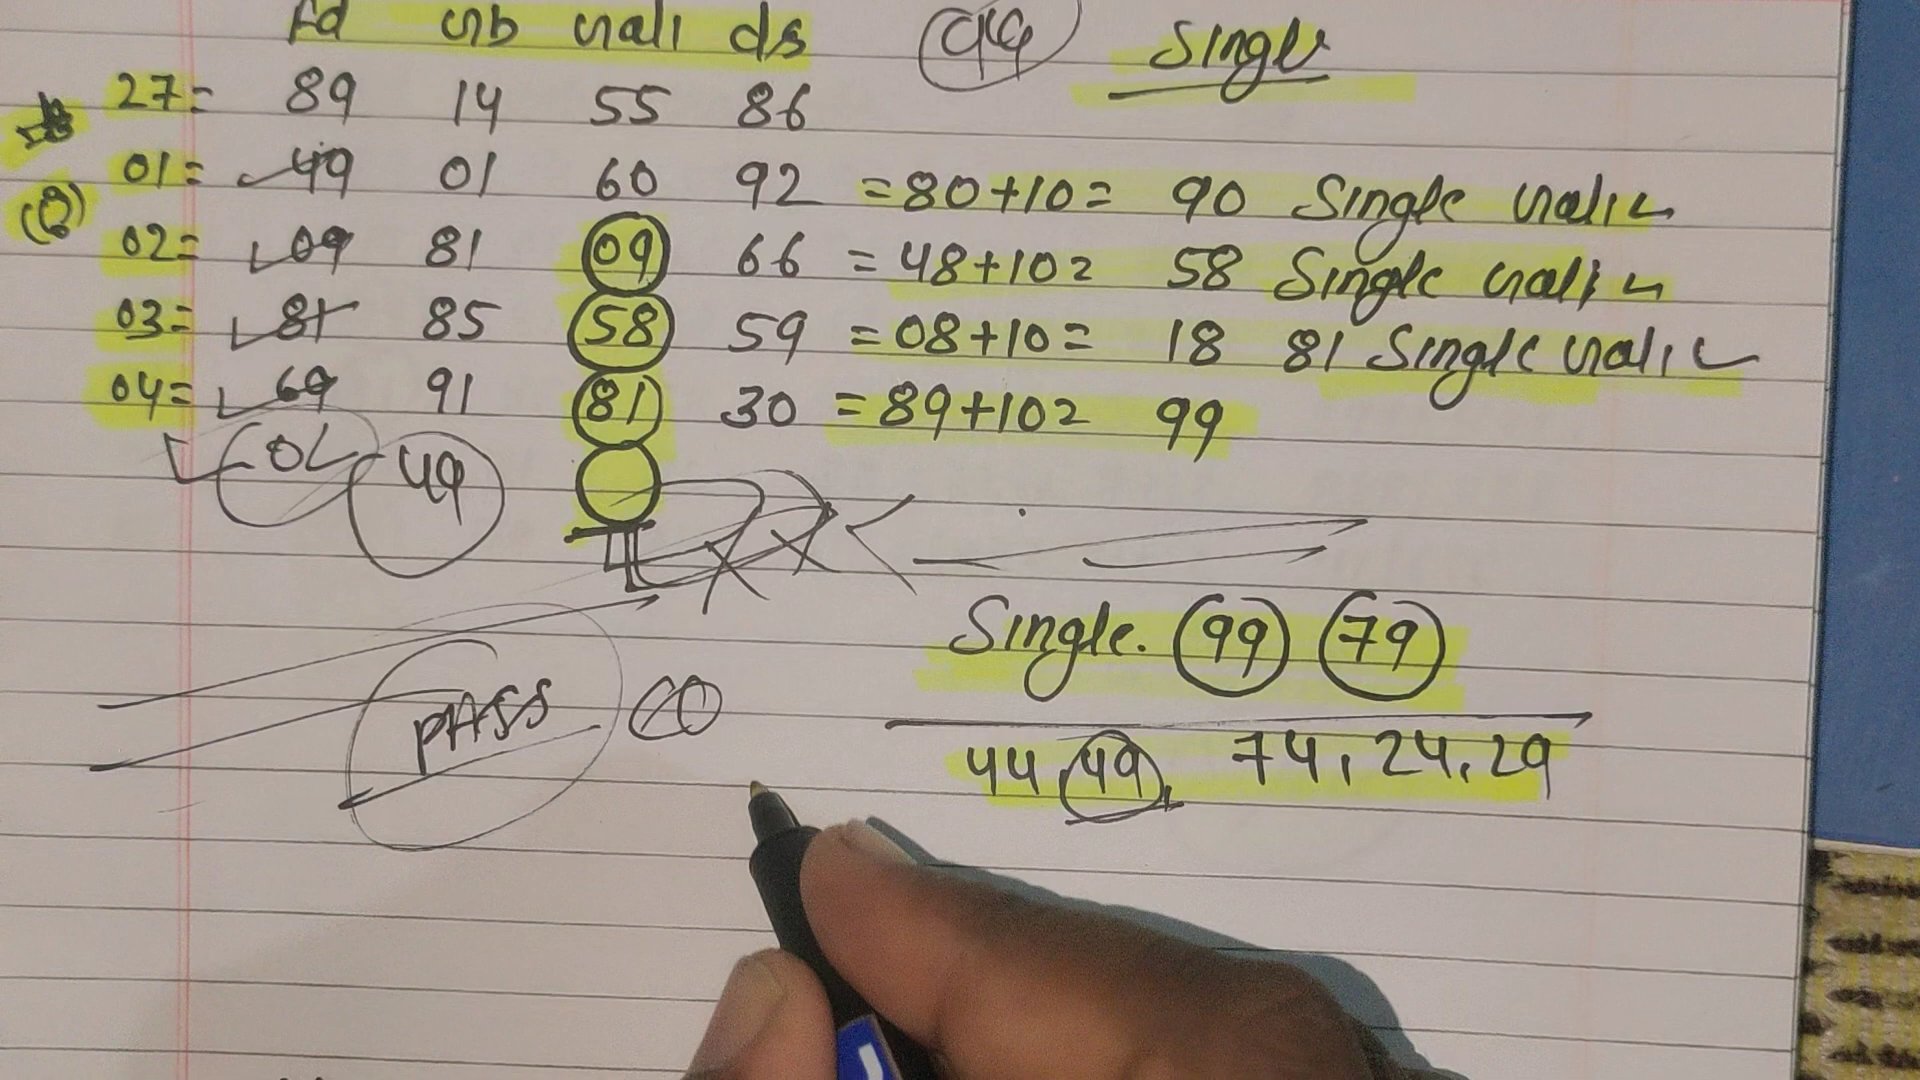 Fd GB Gali ds 49 Single
27= 89 14 55 86
01= 49 01 60 92 =80+10= 90 Single Gali
02= 09 81 09 66 =48+10= 58 Single Gali
03= 81 85 58 59 =08+10= 18 81 Single Gali
04= 69 91 81 30 =89+10= 99
49
Single. 99 79
PASS
44, 49, 74, 24, 29